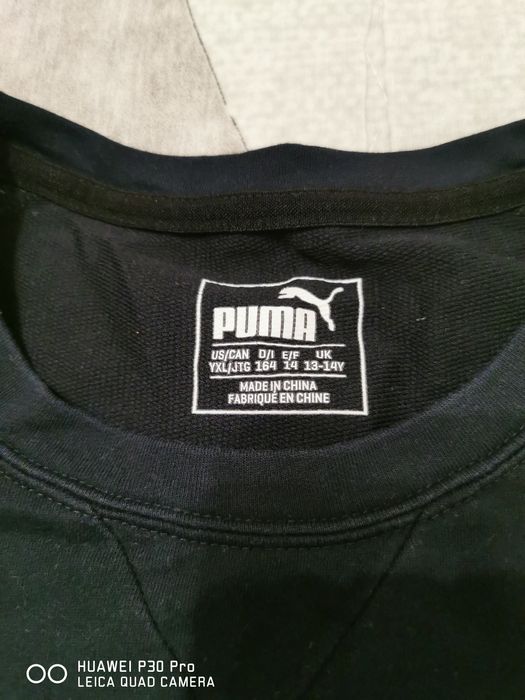 PUMA
US/CAN D/I E/F UK
YXL/JTG 164 14 13-14Y
MADE IN CHINA
FABRIQUÉ EN CHINE
HUAWEI P30 Pro
LEICA QUAD CAMERA